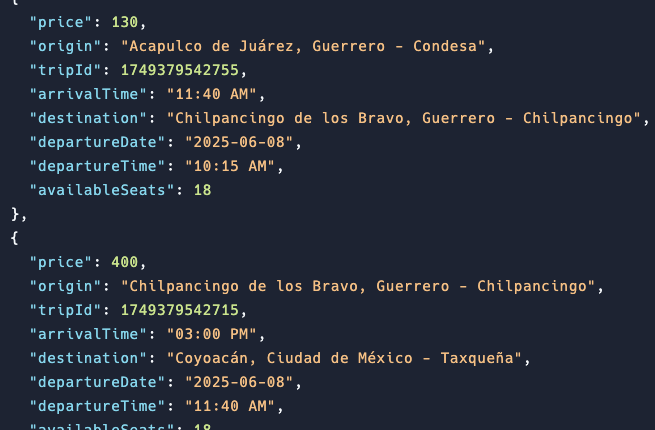 {
"price": 130,
"origin": "Acapulco de Juárez, Guerrero - Condesa",
"tripId": 1749379542755,
"arrivalTime": "11:40 AM",
"destination": "Chilpancingo de los Bravo, Guerrero - Chilpancingo",
"departureDate": "2025-06-08",
"departureTime": "10:15 AM",
"availableSeats": 18
},
{
"price": 400,
"origin": "Chilpancingo de los Bravo, Guerrero - Chilpancingo",
"tripId": 1749379542715,
"arrivalTime": "03:00 PM",
"destination": "Coyoacán, Ciudad de México - Taxqueña",
"departureDate": "2025-06-08",
"departureTime": "11:40 AM",
"availableSeats": 18